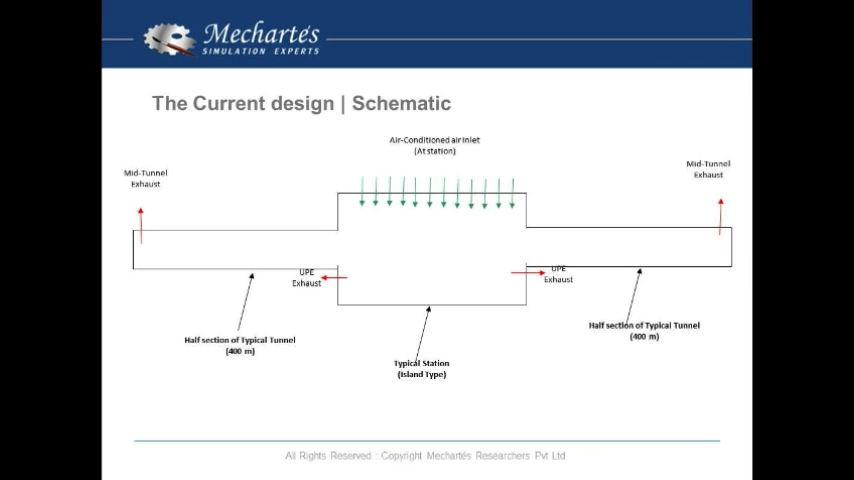 Mechartés
SIMULATION EXPERTS
The Current design | Schematic
Air-Conditioned air Inlet
(At station)
Mid-Tunnel
Exhaust
Mid-Tunnel
Exhaust
UPE
Exhaust
UPE
Exhaust
Half section of Typical Tunnel
(400 m)
Half section of Typical Tunnel
(400 m)
Typical Station
(Island Type)
All Rights Reserved : Copyright Mechartés Researchers Pvt Ltd